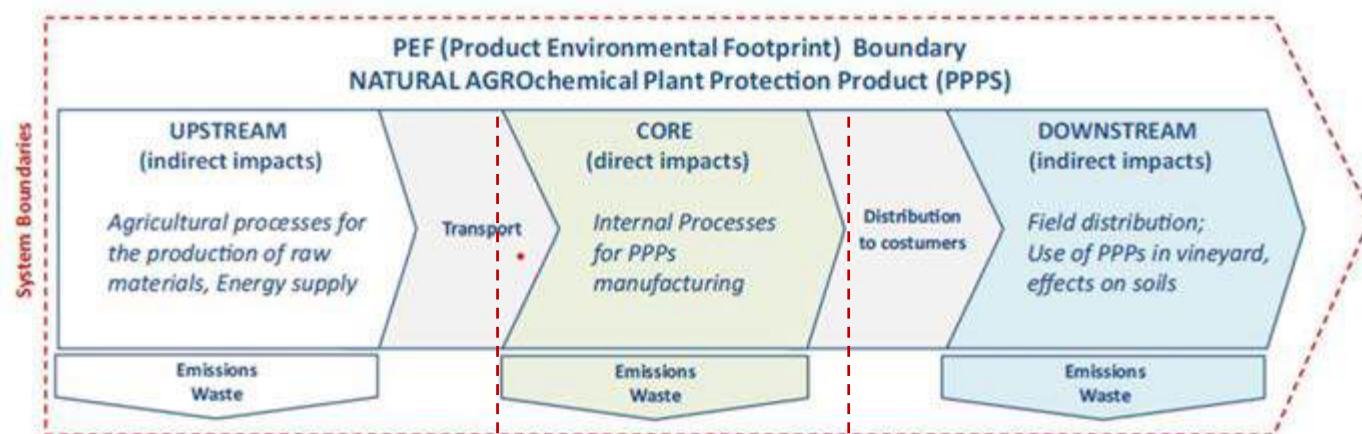 PEF (Product Environmental Footprint) Boundary
NATURAL AGROchemical Plant Protection Product (PPPS)
System Boundaries
UPSTREAM
(indirect impacts)
Agricultural processes for
the production of raw
materials, Energy supply
Transport
CORE
(direct impacts)
Internal Processes
for PPPs
manufacturing
Distribution
to costumers
DOWNSTREAM
(indirect impacts)
Field distribution;
Use of PPPs in vineyard,
effects on soils
Emissions
Waste
Emissions
Waste
Emissions
Waste